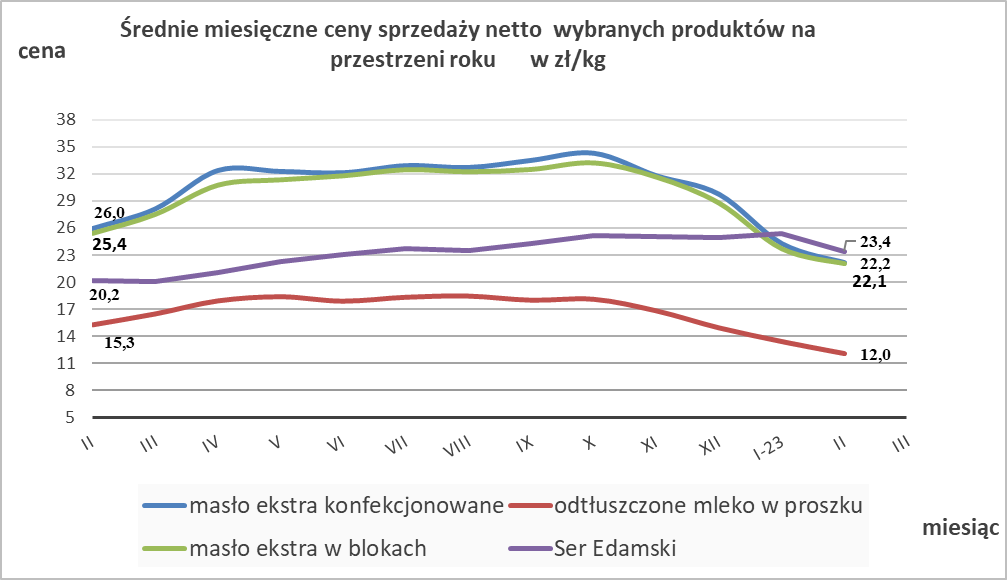 Średnie miesięczne ceny sprzedaży netto wybranych produktów na
przestrzeni roku w zł/kg
cena
38
35
32
29
26
23
20
17
14
11
8
5
26,0
25,4
20,2
15,3
23,4
22,2
22,1
12,0
II III IV V VI VII VIII IX X XI XII I-23 II III
masło ekstra konfekcjonowane odtłuszczone mleko w proszku
masło ekstra w blokach Ser Edamski
miesiąc